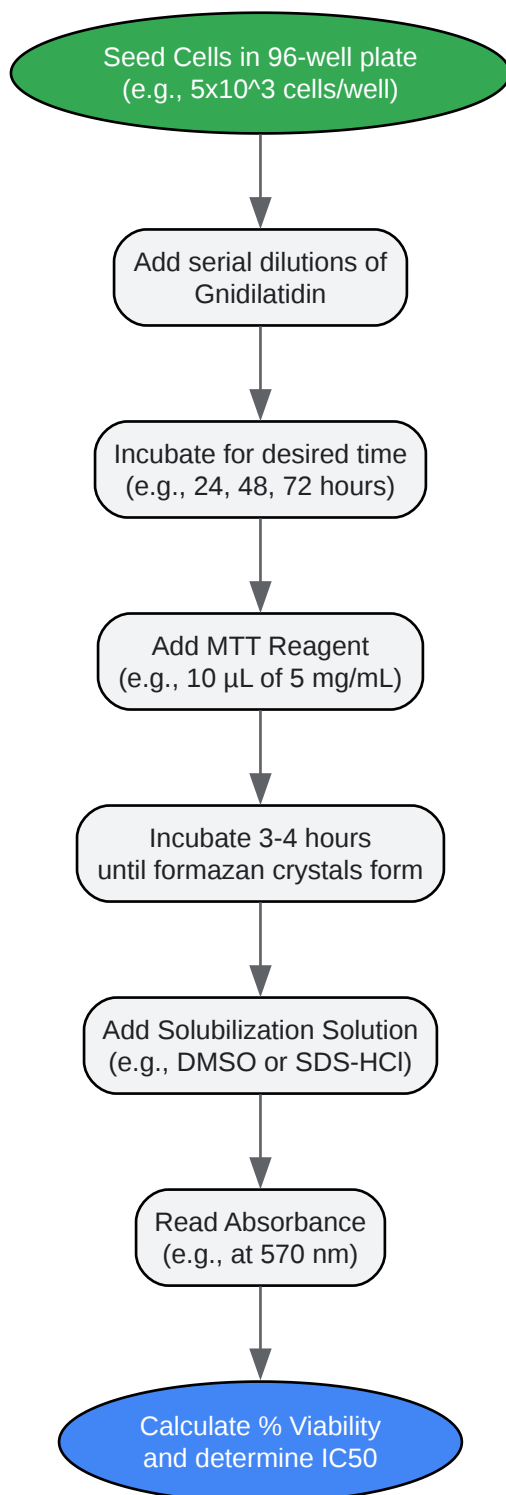 Seed Cells in 96-well plate
(e.g., 5x10^3 cells/well)
Add serial dilutions of
Gnidilatidin
Incubate for desired time
(e.g., 24, 48, 72 hours)
Add MTT Reagent
(e.g., 10 µL of 5 mg/mL)
Incubate 3-4 hours
until formazan crystals form
Add Solubilization Solution
(e.g., DMSO or SDS-HCl)
Read Absorbance
(e.g., at 570 nm)
Calculate % Viability
and determine IC50